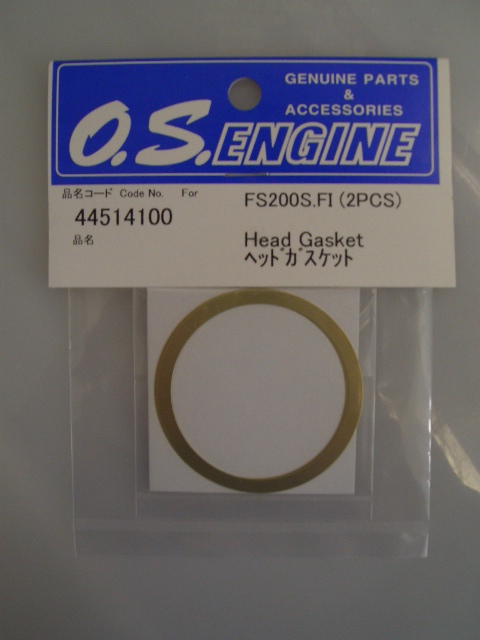 GENUINE PARTS
&
ACCESSORIES
O.S.ENGINE
品名コード Code No. For
44514100
FS200S.FI (2PCS)
品名
Head Gasket
ヘッドガスケット